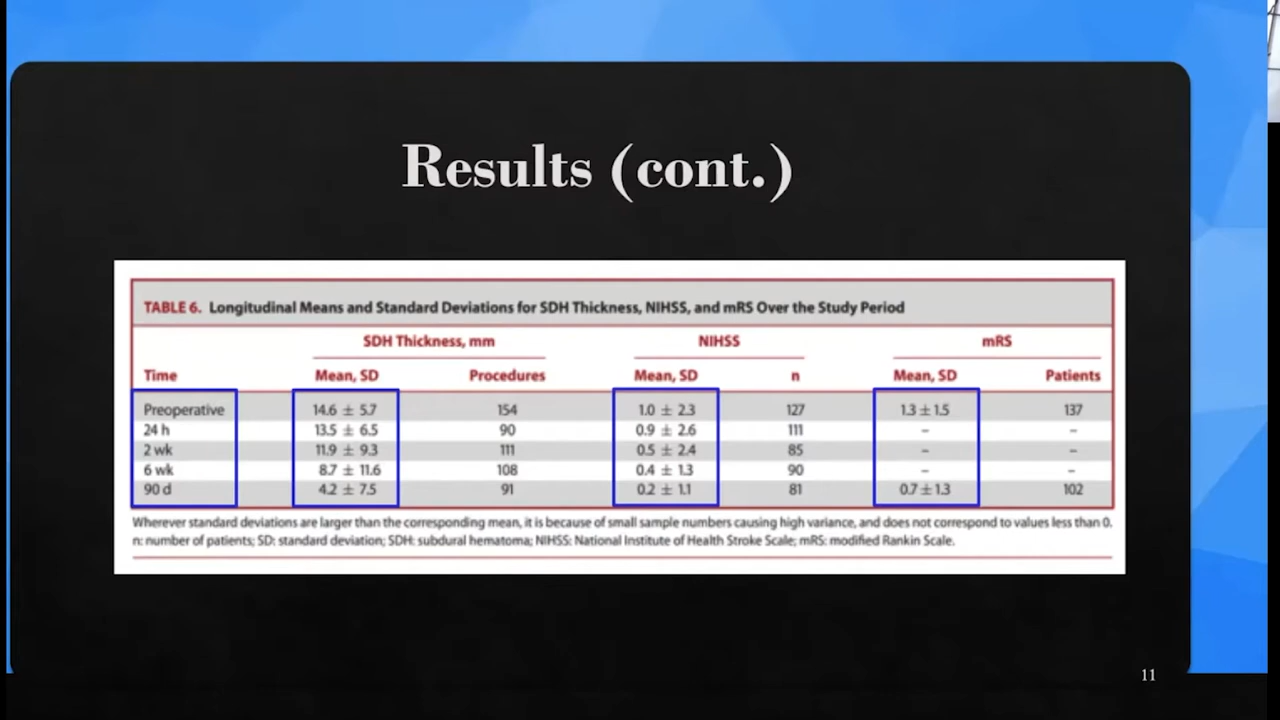 Results (cont.)
TABLE 6. Longitudinal Means and Standard Deviations for SDH Thickness, NIHSS, and mRS Over the Study Period
SDH Thickness, mm NIHSS mRS
Time Mean, SD Procedures Mean, SD n Mean, SD Patients
Preoperative 14.6 ± 5.7 154 1.0 ± 2.3 127 1.3 ± 1.5 137
24 h 13.5 ± 6.5 90 0.9 ± 2.6 111 – –
2 wk 11.9 ± 9.3 111 0.5 ± 2.4 85 – –
6 wk 8.7 ± 11.6 108 0.4 ± 1.3 90 – –
90 d 4.2 ± 7.5 91 0.2 ± 1.1 81 0.7 ± 1.3 102
Wherever standard deviations are larger than the corresponding mean, it is because of small sample numbers causing high variance, and does not correspond to values less than 0.
n: number of patients; SD: standard deviation; SDH: subdural hematoma; NIHSS: National Institute of Health Stroke Scale; mRS: modified Rankin Scale.
11